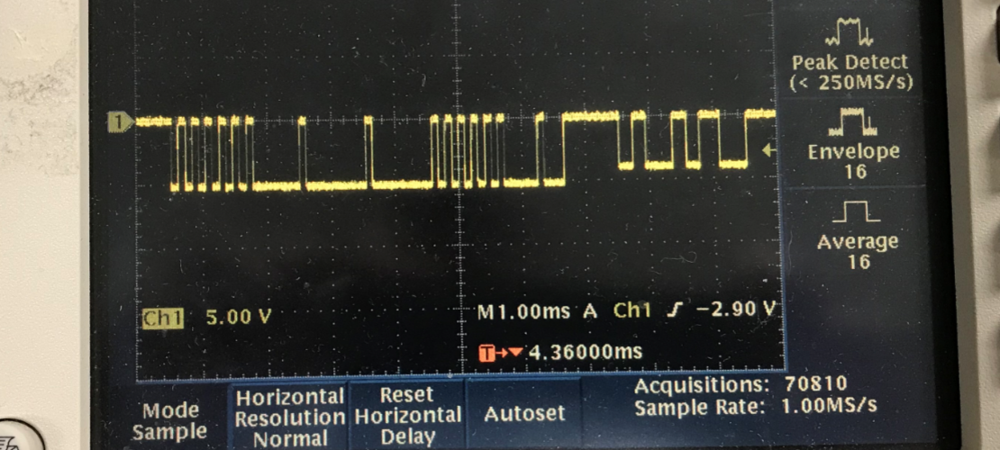 Peak Detect
(< 250MS/s)
1
Envelope
16
Average
16
Ch1 5.00 V
M1.00ms A Ch1 ∫ −2.90 V
T→▼ 4.36000ms
Mode
Sample
Horizontal
Resolution
Normal
Reset
Horizontal
Delay
Autoset
Acquisitions: 70810
Sample Rate: 1.00MS/s